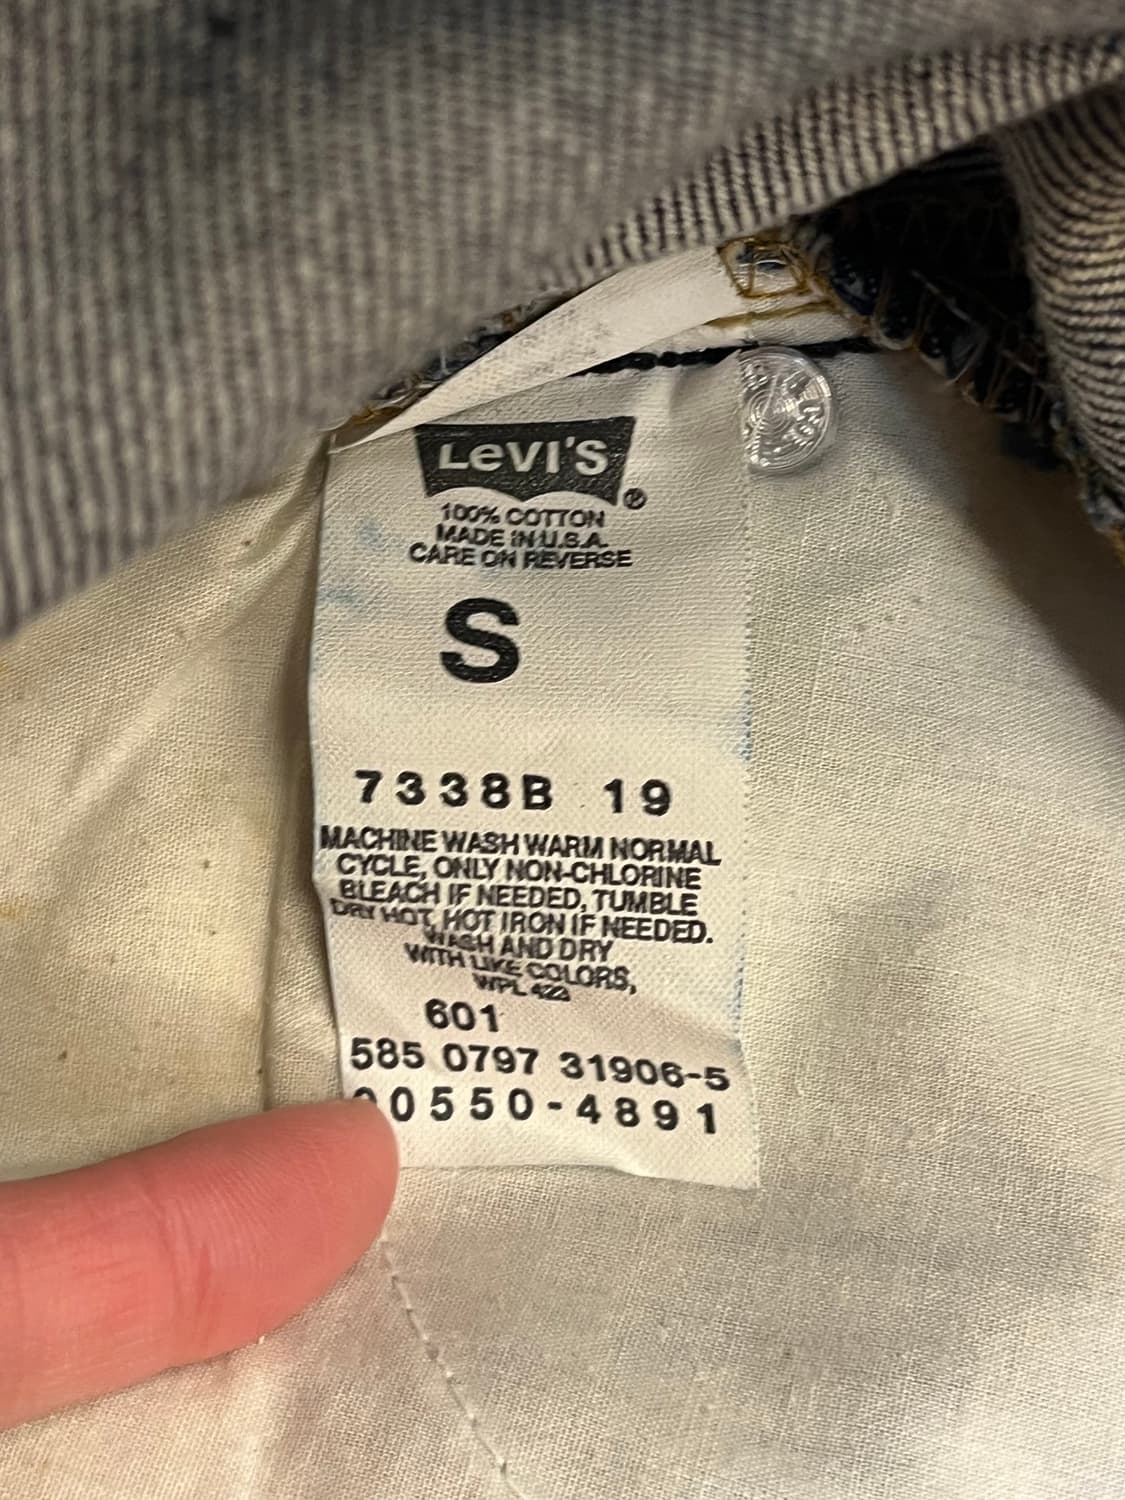 LEVI'S
®
100% COTTON
MADE IN U.S.A.
CARE ON REVERSE
S
7338B 19
MACHINE WASH WARM NORMAL
CYCLE, ONLY NON-CHLORINE
BLEACH IF NEEDED, TUMBLE
DRY HOT, HOT IRON IF NEEDED.
WASH AND DRY
WITH LIKE COLORS,
WPL 423
601
585 0797 31906-5
0550-4891